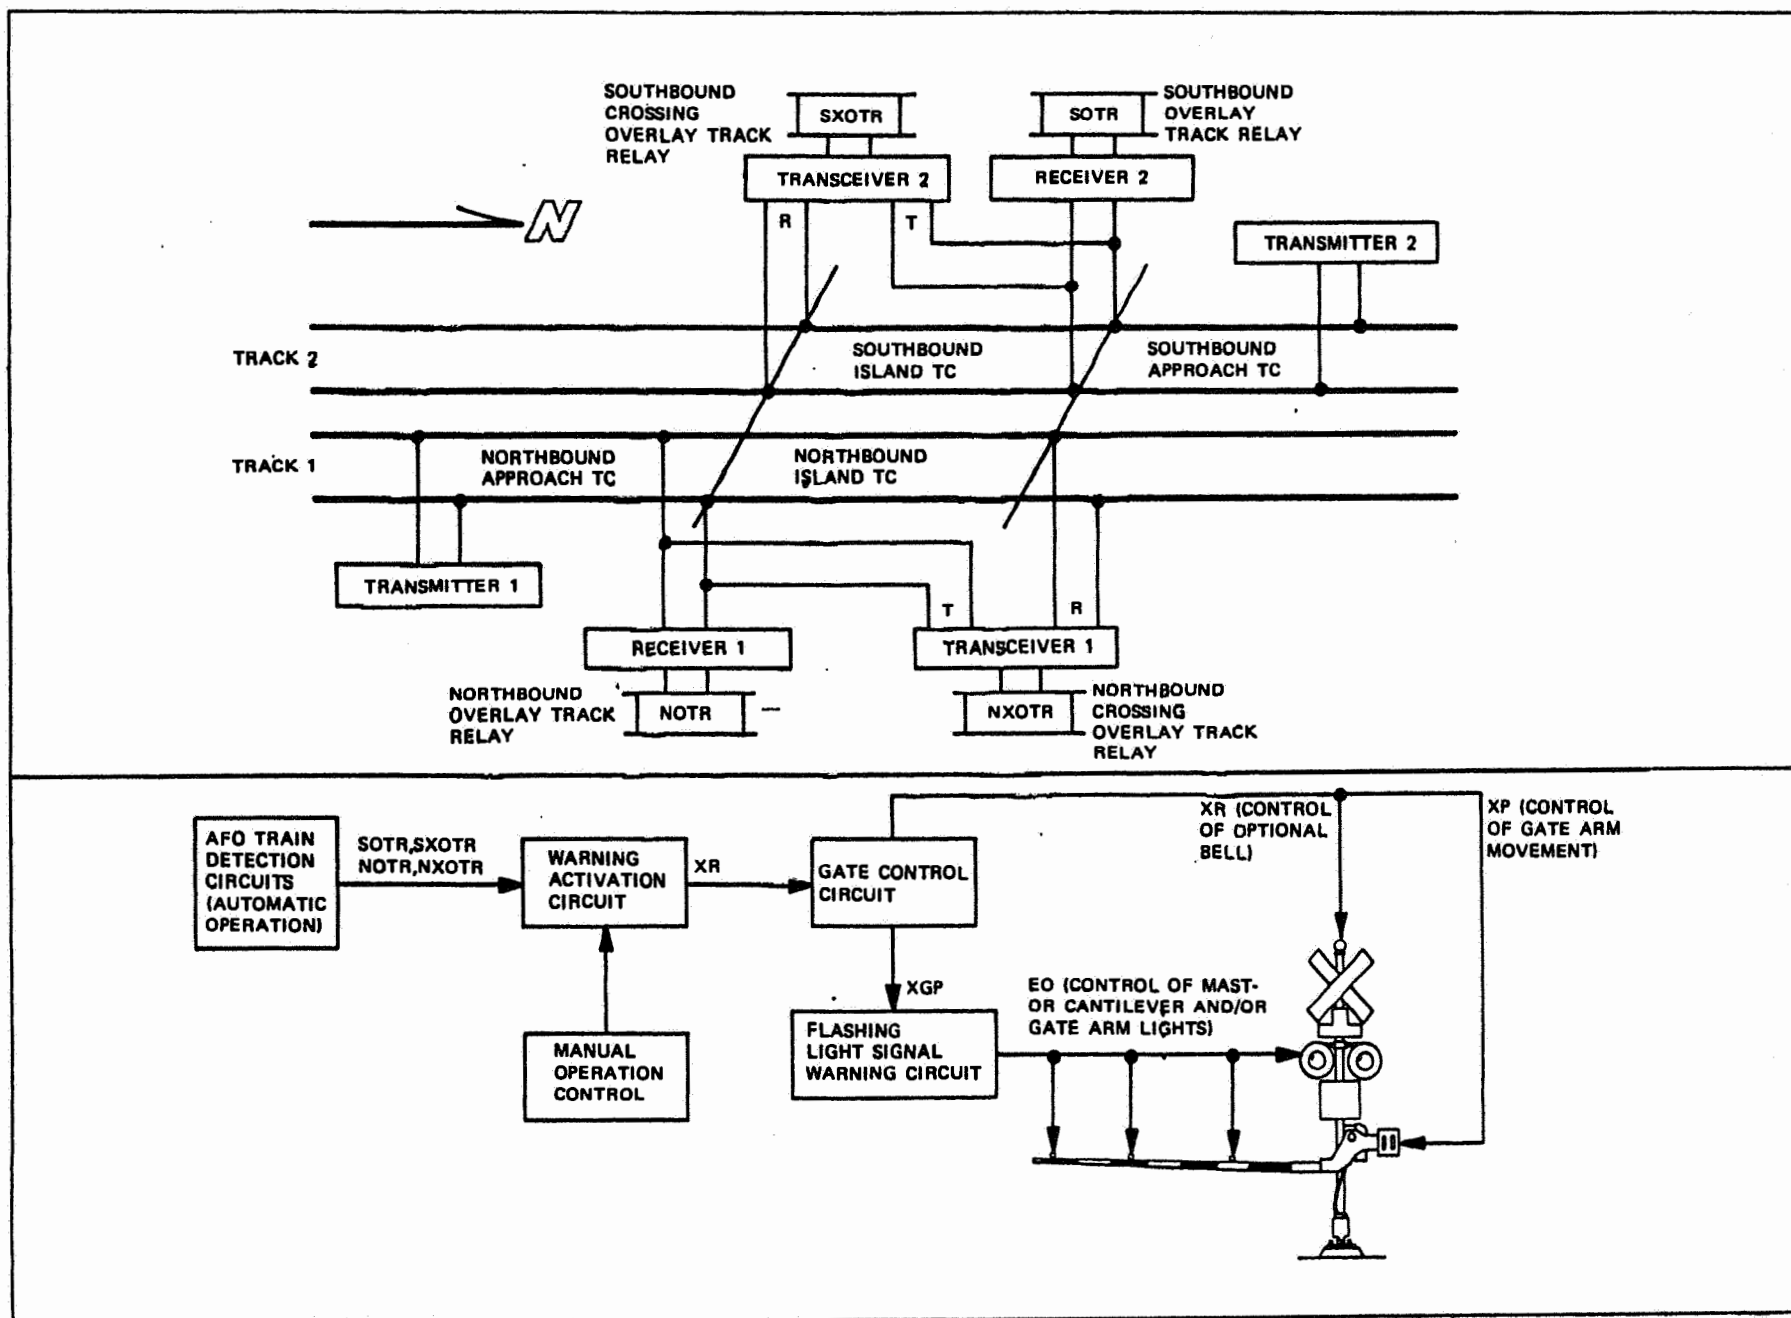 SOUTHBOUND
CROSSING
OVERLAY TRACK
RELAY
SXOTR
SOTR
SOUTHBOUND
OVERLAY
TRACK RELAY
TRANSCEIVER 2
RECEIVER 2
R
T
N
TRANSMITTER 2
TRACK 2
SOUTHBOUND
ISLAND TC
SOUTHBOUND
APPROACH TC
TRACK 1
NORTHBOUND
APPROACH TC
NORTHBOUND
ISLAND TC
TRANSMITTER 1
T
R
RECEIVER 1
TRANSCEIVER 1
NORTHBOUND
OVERLAY TRACK
RELAY
NOTR
NXOTR
NORTHBOUND
CROSSING
OVERLAY TRACK
RELAY
AFO TRAIN
DETECTION
CIRCUITS
(AUTOMATIC
OPERATION)
SOTR,SXOTR
NOTR,NXOTR
WARNING
ACTIVATION
CIRCUIT
XR
GATE CONTROL
CIRCUIT
XR (CONTROL
OF OPTIONAL
BELL)
XP (CONTROL
OF GATE ARM
MOVEMENT)
XGP
MANUAL
OPERATION
CONTROL
FLASHING
LIGHT SIGNAL
WARNING CIRCUIT
EO (CONTROL OF MAST-
OR CANTILEVER AND/OR
GATE ARM LIGHTS)